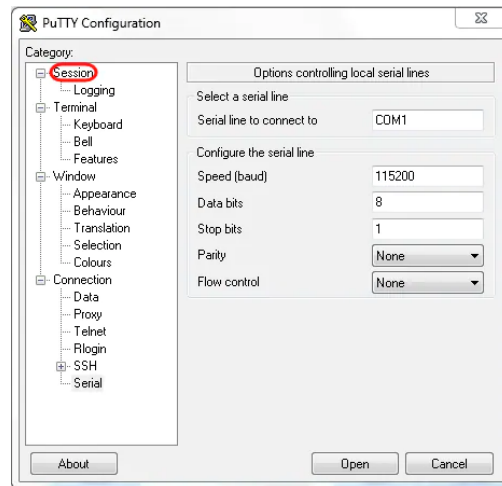 PuTTY Configuration
Category:
Session
Logging
Terminal
Keyboard
Bell
Features
Window
Appearance
Behaviour
Translation
Selection
Colours
Connection
Data
Proxy
Telnet
Rlogin
SSH
Serial
Options controlling local serial lines
Select a serial line
Serial line to connect to COM1
Configure the serial line
Speed (baud) 115200
Data bits 8
Stop bits 1
Parity None
Flow control None
About Open Cancel